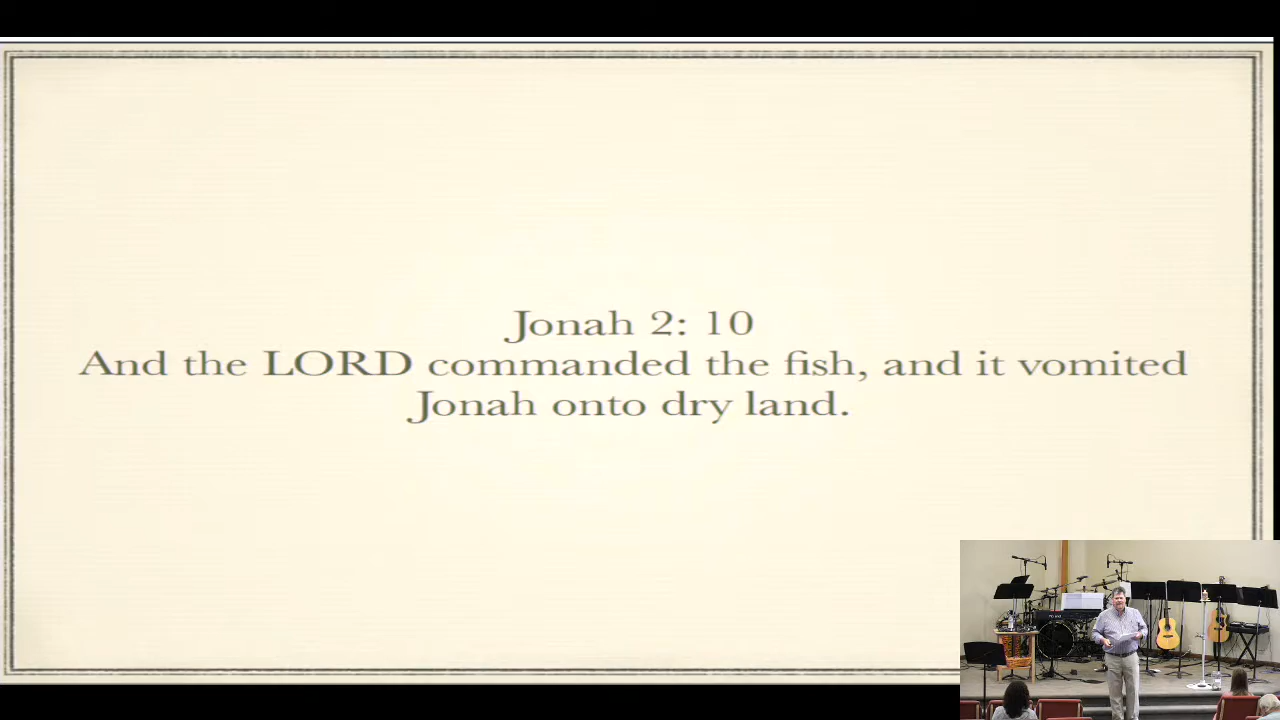 Jonah 2: 10
And the LORD commanded the fish, and it vomited
Jonah onto dry land.